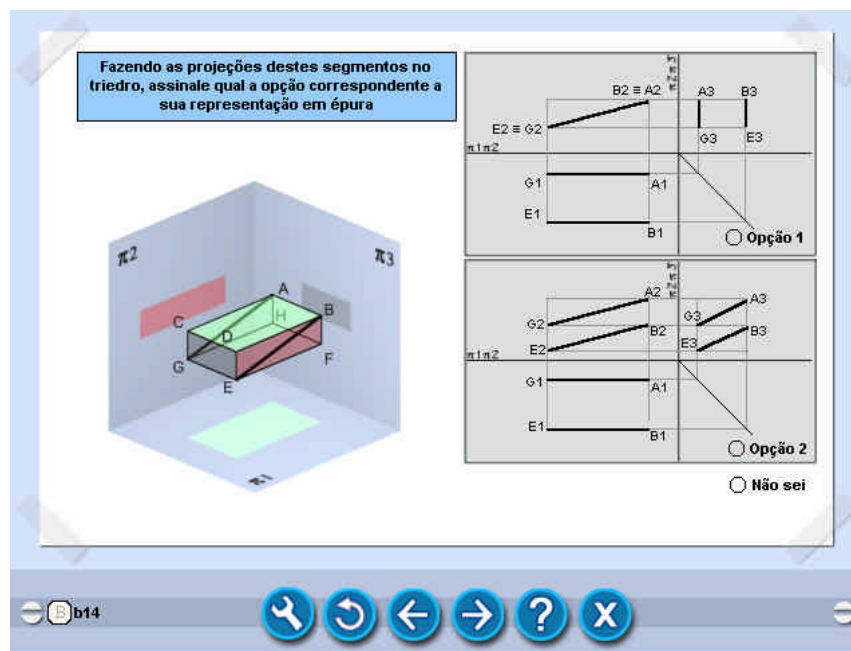 Fazendo as projeções destes segmentos no
triedro, assinale qual a opção correspondente a
sua representação em épura
π2
π3
A
B
C
D
H
G
F
E
π1
π2π3
B2 ≡ A2
A3
B3
E2 ≡ G2
G3
E3
π1π2
G1
A1
E1
B1
Opção 1
π2π3
A2
A3
G2
G3
B2
B3
E2
E3
π1π2
G1
A1
E1
B1
Opção 2
Não sei
B b14
?
X